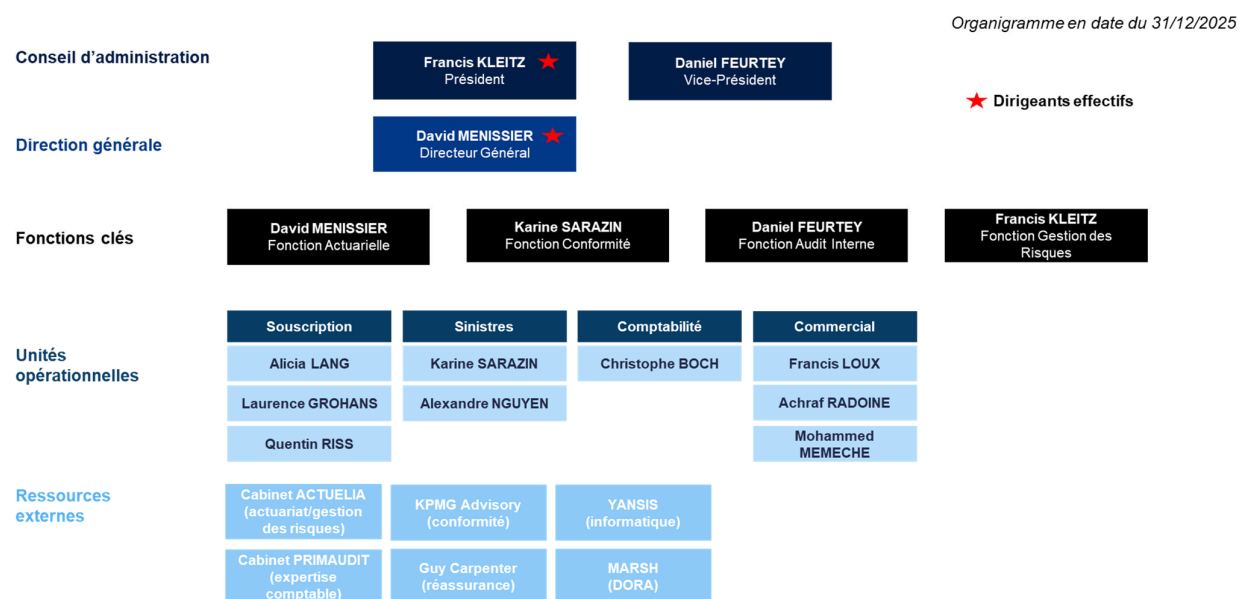 Organigramme en date du 31/12/2025
Conseil d'administration
Francis KLEITZ
Président
Daniel FEURTEY
Vice-Président
Dirigeants effectifs
Direction générale
David MENISSIER
Directeur Général
Fonctions clés
David MENISSIER
Fonction Actuarielle
Karine SARAZIN
Fonction Conformité
Daniel FEURTEY
Fonction Audit Interne
Francis KLEITZ
Fonction Gestion des
Risques
Unités
opérationnelles
Souscription
Sinistres
Comptabilité
Commercial
Alicia LANG
Karine SARAZIN
Christophe BOCH
Francis LOUX
Laurence GROHANS
Alexandre NGUYEN
Achraf RADOINE
Quentin RISS
Mohammed
MEMECHE
Ressources
externes
Cabinet ACTUELIA
(actuariat/gestion
des risques)
KPMG Advisory
(conformité)
YANSIS
(informatique)
Cabinet PRIMAUDIT
(expertise
comptable)
Guy Carpenter
(réassurance)
MARSH
(DORA)